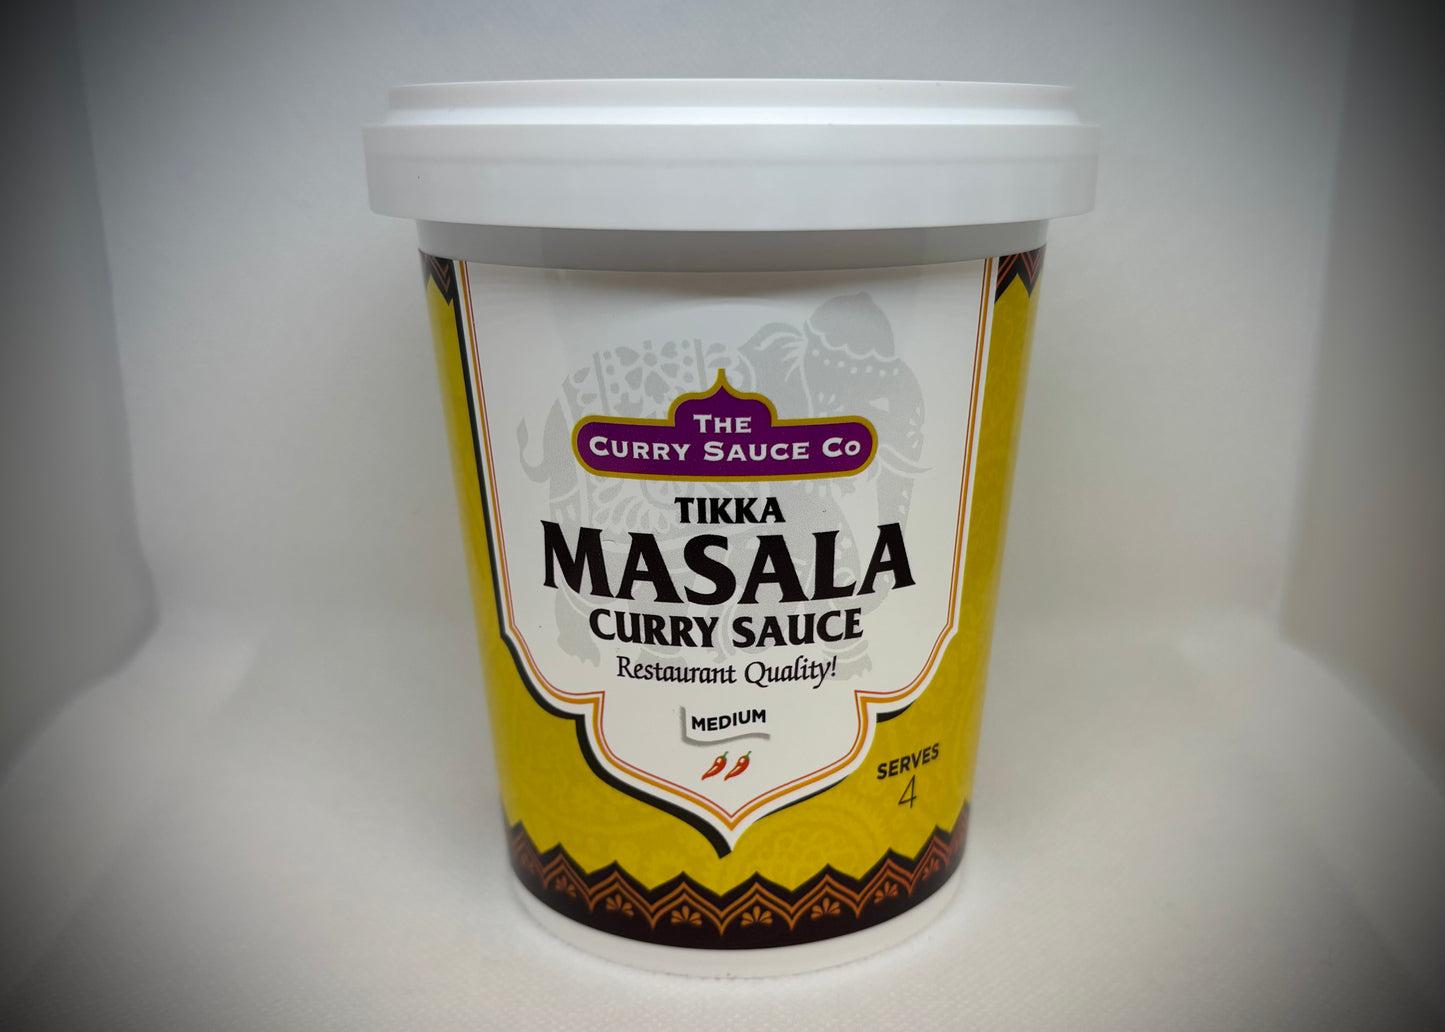 THE
CURRY SAUCE CO
TIKKA
MASALA
CURRY SAUCE
Restaurant Quality!
MEDIUM
SERVES
4